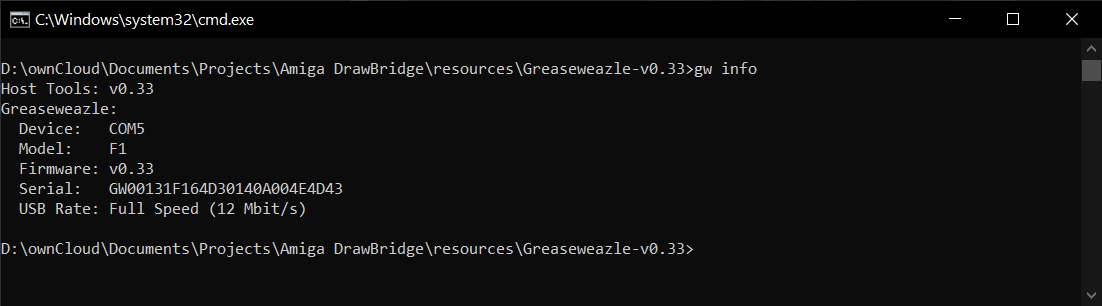 C:\Windows\system32\cmd.exe
D:\ownCloud\Documents\Projects\Amiga DrawBridge\resources\Greaseweazle-v0.33>gw info
Host Tools: v0.33
Greaseweazle:
  Device:   COM5
  Model:    F1
  Firmware: v0.33
  Serial:   GW00131F164D30140A004E4D43
  USB Rate: Full Speed (12 Mbit/s)
D:\ownCloud\Documents\Projects\Amiga DrawBridge\resources\Greaseweazle-v0.33>